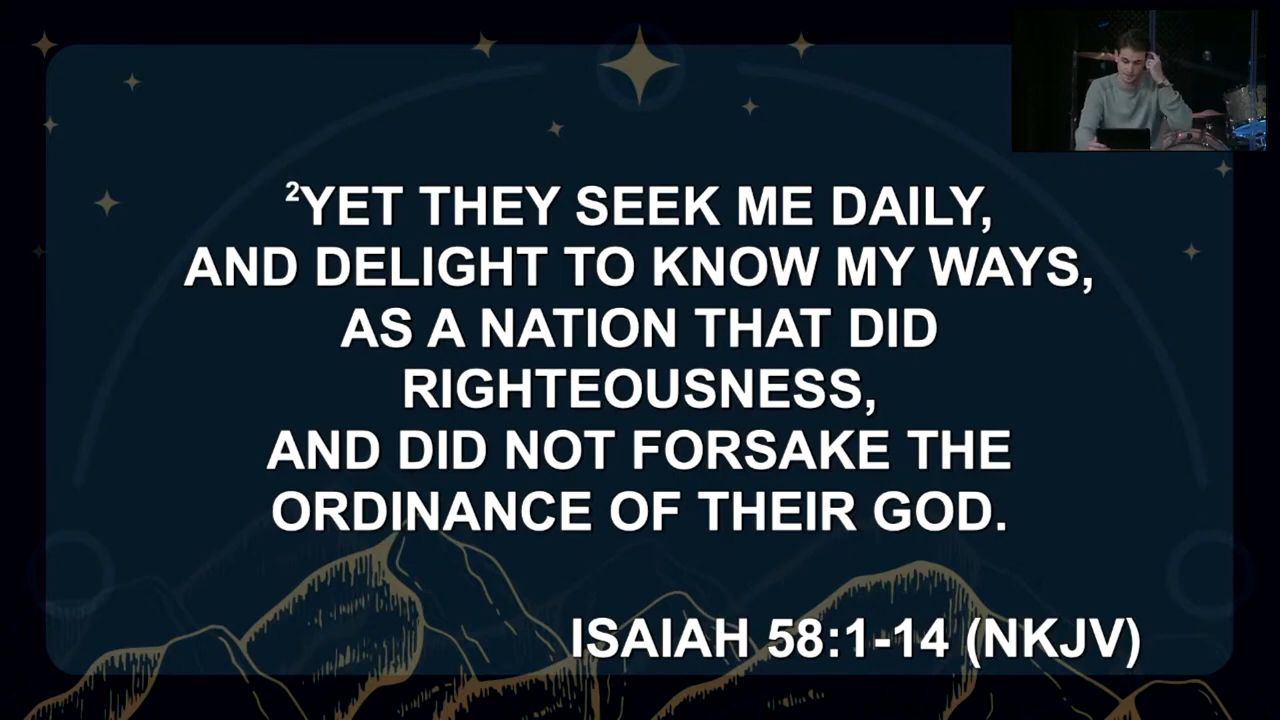 ²YET THEY SEEK ME DAILY,
AND DELIGHT TO KNOW MY WAYS,
AS A NATION THAT DID
RIGHTEOUSNESS,
AND DID NOT FORSAKE THE
ORDINANCE OF THEIR GOD.
ISAIAH 58:1-14 (NKJV)